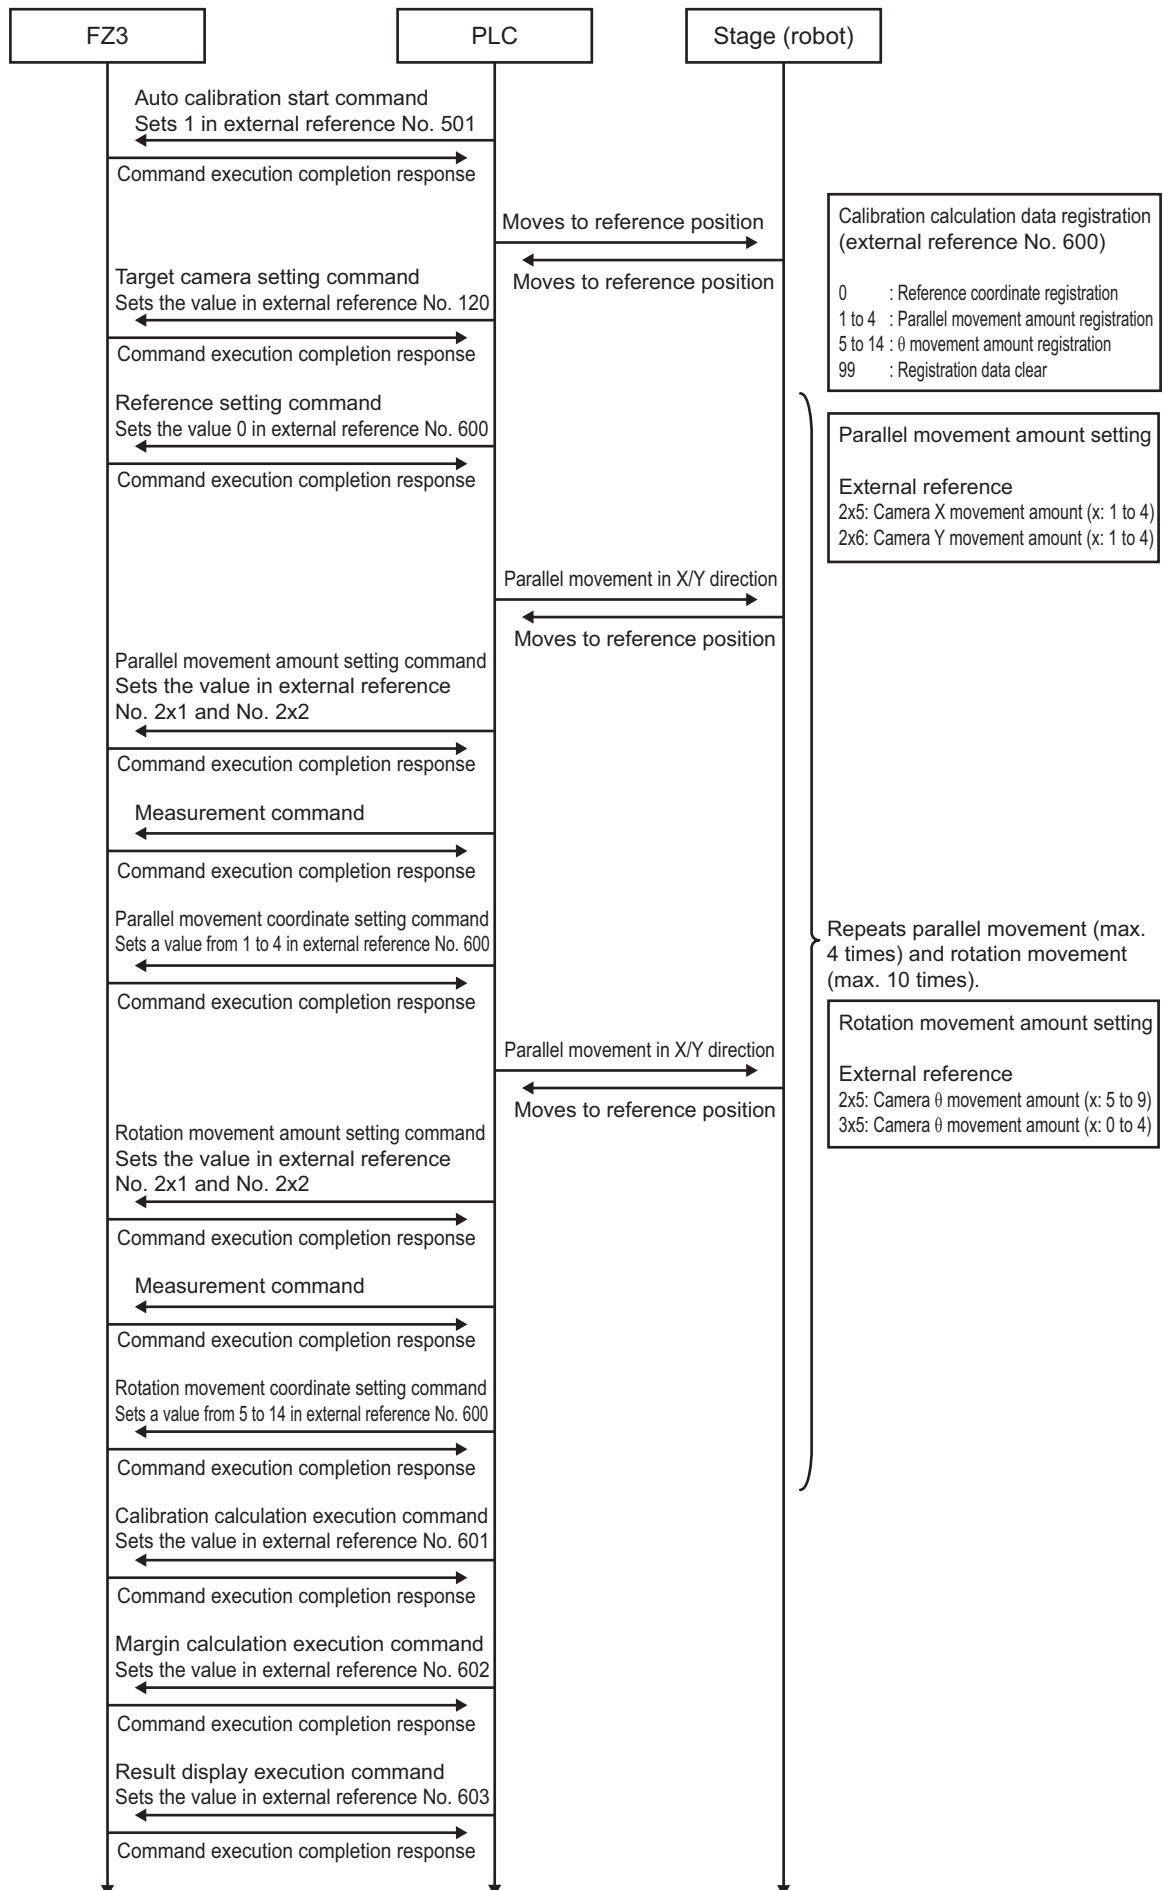 FZ3
PLC
Stage (robot)
Auto calibration start command
Sets 1 in external reference No. 501
Command execution completion response
Moves to reference position
Moves to reference position
Calibration calculation data registration
(external reference No. 600)
0 : Reference coordinate registration
1 to 4 : Parallel movement amount registration
5 to 14 : θ movement amount registration
99 : Registration data clear
Target camera setting command
Sets the value in external reference No. 120
Command execution completion response
Reference setting command
Sets the value 0 in external reference No. 600
Command execution completion response
Parallel movement amount setting
External reference
2x5: Camera X movement amount (x: 1 to 4)
2x6: Camera Y movement amount (x: 1 to 4)
Parallel movement in X/Y direction
Moves to reference position
Parallel movement amount setting command
Sets the value in external reference
No. 2x1 and No. 2x2
Command execution completion response
Measurement command
Command execution completion response
Parallel movement coordinate setting command
Sets a value from 1 to 4 in external reference No. 600
Command execution completion response
Repeats parallel movement (max.
4 times) and rotation movement
(max. 10 times).
Rotation movement amount setting
External reference
2x5: Camera θ movement amount (x: 5 to 9)
3x5: Camera θ movement amount (x: 0 to 4)
Parallel movement in X/Y direction
Moves to reference position
Rotation movement amount setting command
Sets the value in external reference
No. 2x1 and No. 2x2
Command execution completion response
Measurement command
Command execution completion response
Rotation movement coordinate setting command
Sets a value from 5 to 14 in external reference No. 600
Command execution completion response
Calibration calculation execution command
Sets the value in external reference No. 601
Command execution completion response
Margin calculation execution command
Sets the value in external reference No. 602
Command execution completion response
Result display execution command
Sets the value in external reference No. 603
Command execution completion response